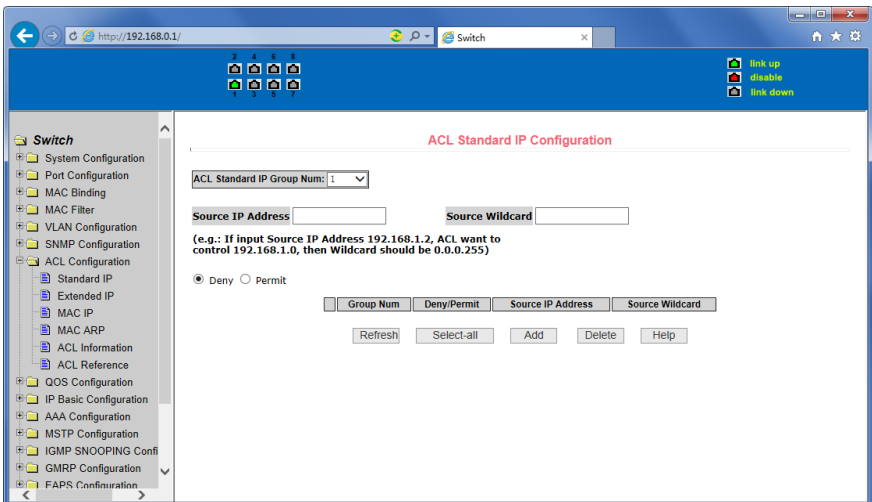 http://192.168.0.1/
Switch
2 4 6 8
1 3 5 7
link up
disable
link down
Switch
System Configuration
Port Configuration
MAC Binding
MAC Filter
VLAN Configuration
SNMP Configuration
ACL Configuration
Standard IP
Extended IP
MAC IP
MAC ARP
ACL Information
ACL Reference
QOS Configuration
IP Basic Configuration
AAA Configuration
MSTP Configuration
IGMP SNOOPING Confi
GMRP Configuration
EAPS Configuration
ACL Standard IP Configuration
ACL Standard IP Group Num: 1
Source IP Address Source Wildcard
(e.g.: If input Source IP Address 192.168.1.2, ACL want to
control 192.168.1.0, then Wildcard should be 0.0.0.255)
Deny Permit
Group Num Deny/Permit Source IP Address Source Wildcard
Refresh Select-all Add Delete Help